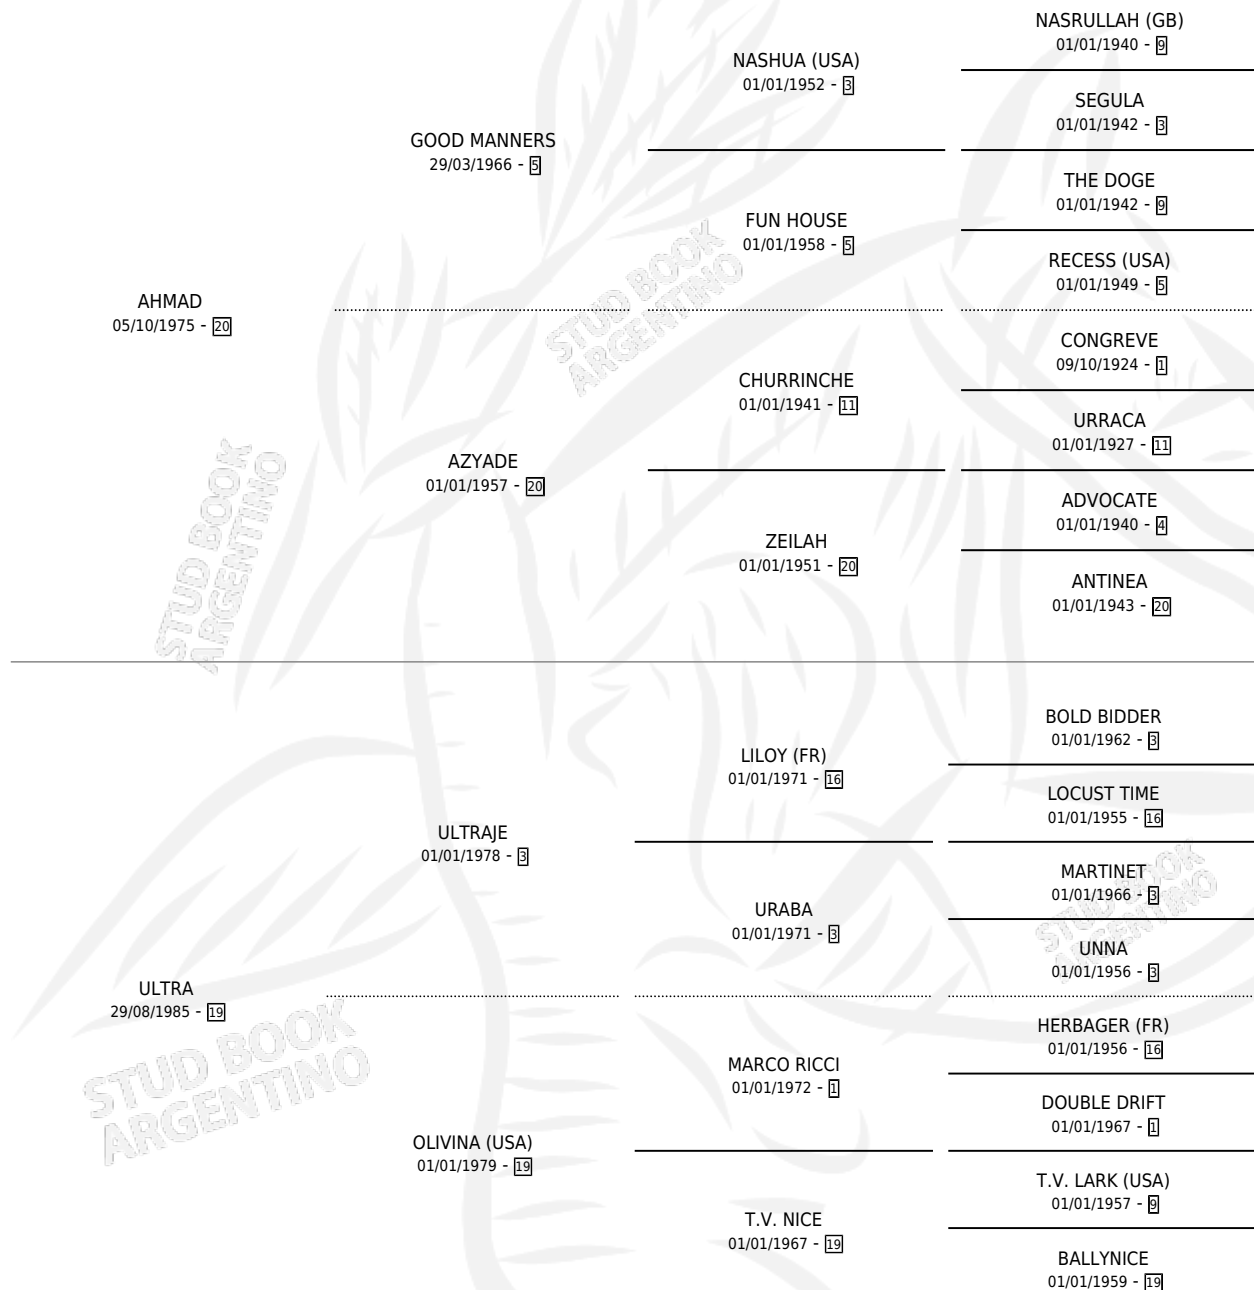 NASRULLAH (GB)
01/01/1940 - 9
NASHUA (USA)
01/01/1952 - 3
SEGULA
01/01/1942 - 3
GOOD MANNERS
29/03/1966 - 5
THE DOGE
01/01/1942 - 9
FUN HOUSE
01/01/1958 - 5
RECESS (USA)
01/01/1949 - 5
AHMAD
05/10/1975 - 20
CONGREVE
09/10/1924 - 1
CHURRINCHE
01/01/1941 - 11
URRACA
01/01/1927 - 11
AZYADE
01/01/1957 - 20
ADVOCATE
01/01/1940 - 4
ZEILAH
01/01/1951 - 20
ANTINEA
01/01/1943 - 20
STUD BOOK
ARGENTINO
STUD BOOK
ARGENTINO
BOLD BIDDER
01/01/1962 - 3
LILOY (FR)
01/01/1971 - 16
LOCUST TIME
01/01/1955 - 16
ULTRAJE
01/01/1978 - 3
MARTINET
01/01/1966 - 3
URABA
01/01/1971 - 3
UNNA
01/01/1956 - 3
STUD BOOK
ARGENTINO
ULTRA
29/08/1985 - 19
HERBAGER (FR)
01/01/1956 - 16
MARCO RICCI
01/01/1972 - 1
DOUBLE DRIFT
01/01/1967 - 1
STUD BOOK
ARGENTINO
OLIVINA (USA)
01/01/1979 - 19
T.V. LARK (USA)
01/01/1957 - 9
T.V. NICE
01/01/1967 - 19
BALLYNICE
01/01/1959 - 19